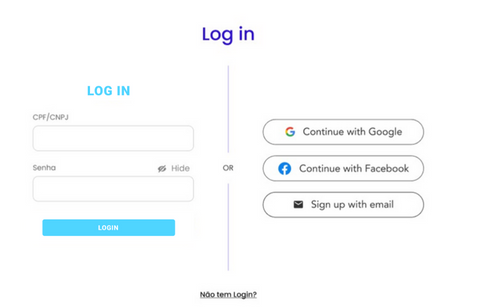 Log in
LOG IN
CPF/CNPJ
Senha
Hide
LOGIN
OR
Continue with Google
Continue with Facebook
Sign up with email
Não tem Login?